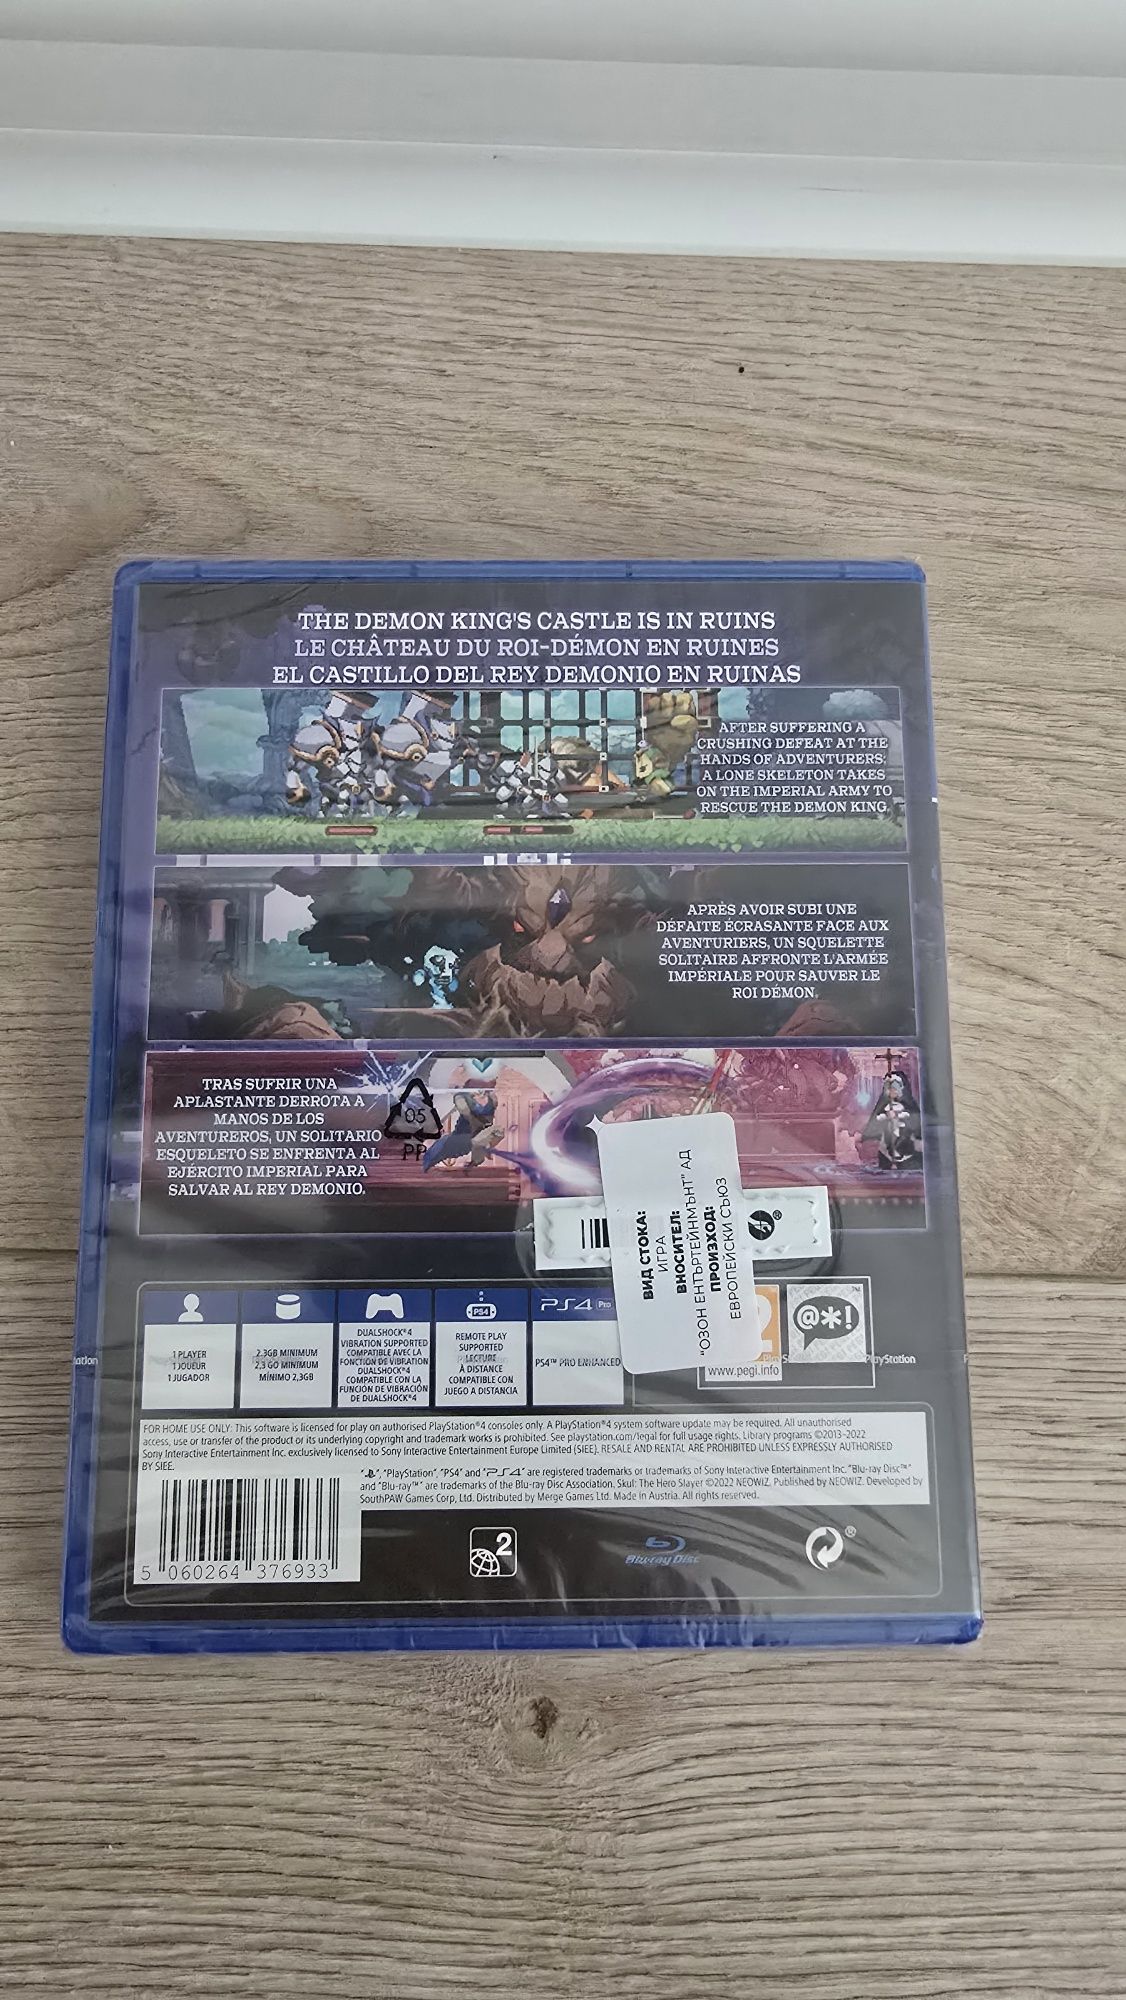 THE DEMON KING'S CASTLE IS IN RUINS
LE CHÂTEAU DU ROI-DÉMON EN RUINES
EL CASTILLO DEL REY DEMONIO EN RUINAS
AFTER SUFFERING A
CRUSHING DEFEAT AT THE
HANDS OF ADVENTURERS;
A LONE SKELETON TAKES
ON THE IMPERIAL ARMY TO
RESCUE THE DEMON KING.
APRÈS AVOIR SUBI UNE
DÉFAITE ÉCRASANTE FACE AUX
AVENTURIERS, UN SQUELETTE
SOLITAIRE AFFRONTE L'ARMÉE
IMPÉRIALE POUR SAUVER LE
ROI DÉMON.
TRAS SUFRIR UNA
APLASTANTE DERROTA A
MANOS DE LOS
AVENTUREROS, UN SOLITARIO
ESQUELETO SE ENFRENTA AL
EJÉRCITO IMPERIAL PARA
SALVAR AL REY DEMONIO.
05
PP
ВИД СТОКА:
ИГРА
ВНОСИТЕЛ:
"ОЗОН ЕНТЪРТЕЙНМЪНТ" АД
ПРОИЗХОД:
ЕВРОПЕЙСКИ СЪЮЗ
1 PLAYER
1 JOUEUR
1 JUGADOR
2.3GB MINIMUM
2,3 GO MINIMUM
MÍNIMO 2,3GB
DUALSHOCK®4
VIBRATION SUPPORTED
COMPATIBLE AVEC LA
FONCTION DE VIBRATION
DUALSHOCK®4
COMPATIBLE CON LA
FUNCIÓN DE VIBRACIÓN
DE DUALSHOCK®4
PS4
REMOTE PLAY
SUPPORTED
LECTURE
À DISTANCE
COMPATIBLE CON
JUEGO A DISTANCIA
PS4 Pro
PS4™ PRO ENHANCED
2
@*!
www.pegi.info
PlayStation
FOR HOME USE ONLY: This software is licensed for play on authorised PlayStation®4 consoles only. A PlayStation®4 system software update may be required. All unauthorised
access, use or transfer of the product or its underlying copyright and trademark works is prohibited. See playstation.com/legal for full usage rights. Library programs ©2013-2022
Sony Interactive Entertainment Inc. exclusively licensed to Sony Interactive Entertainment Europe Limited (SIEE). RESALE AND RENTAL ARE PROHIBITED UNLESS EXPRESSLY AUTHORISED
BY SIEE.
"", "PlayStation", "PS4" and "PS4" are registered trademarks or trademarks of Sony Interactive Entertainment Inc. "Blu-ray Disc™"
and "Blu-ray™" are trademarks of the Blu-ray Disc Association. Skul: The Hero Slayer ©2022 NEOWIZ. Published by NEOWIZ. Developed by
SouthPAW Games Corp, Ltd. Distributed by Merge Games Ltd. Made in Austria. All rights reserved.
5 060264 376933
2
Blu-ray Disc
®